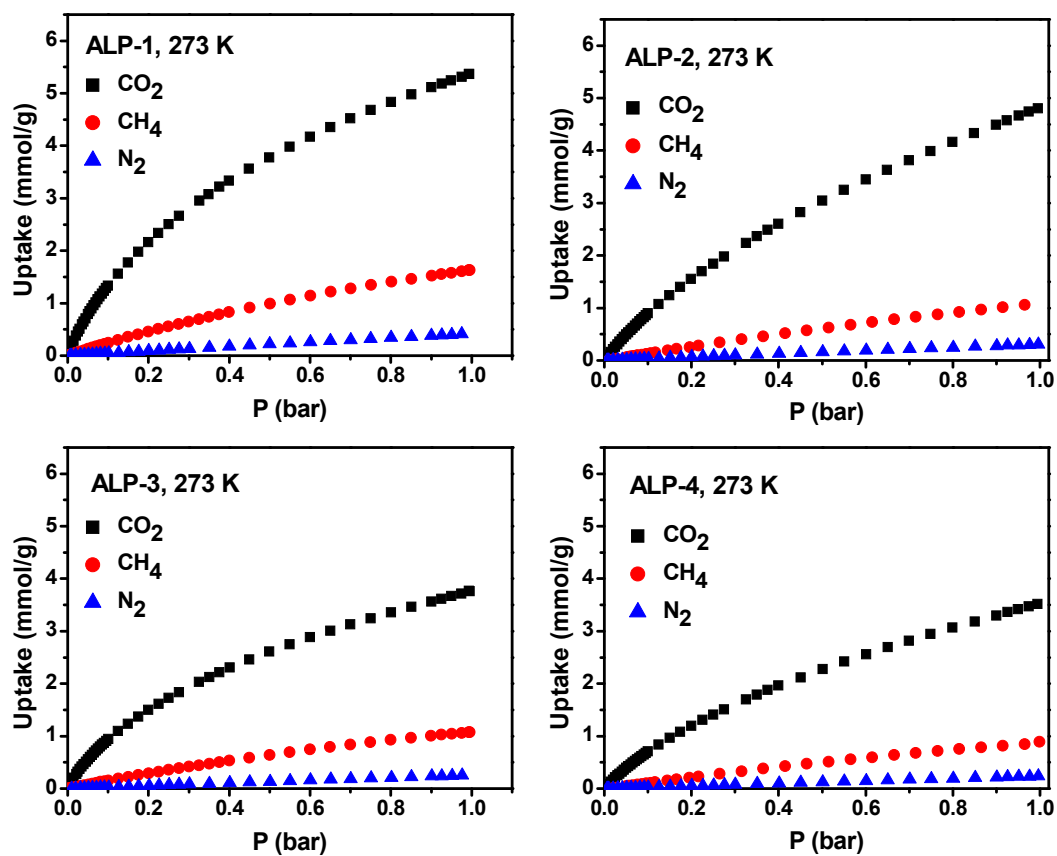 ALP-1, 273 K
CO2
CH4
N2
Uptake (mmol/g)
6
5
4
3
2
1
0
0.0 0.2 0.4 0.6 0.8 1.0
P (bar)
ALP-2, 273 K
CO2
CH4
N2
Uptake (mmol/g)
6
5
4
3
2
1
0
0.0 0.2 0.4 0.6 0.8 1.0
P (bar)
ALP-3, 273 K
CO2
CH4
N2
Uptake (mmol/g)
6
5
4
3
2
1
0
0.0 0.2 0.4 0.6 0.8 1.0
P (bar)
ALP-4, 273 K
CO2
CH4
N2
Uptake (mmol/g)
6
5
4
3
2
1
0
0.0 0.2 0.4 0.6 0.8 1.0
P (bar)